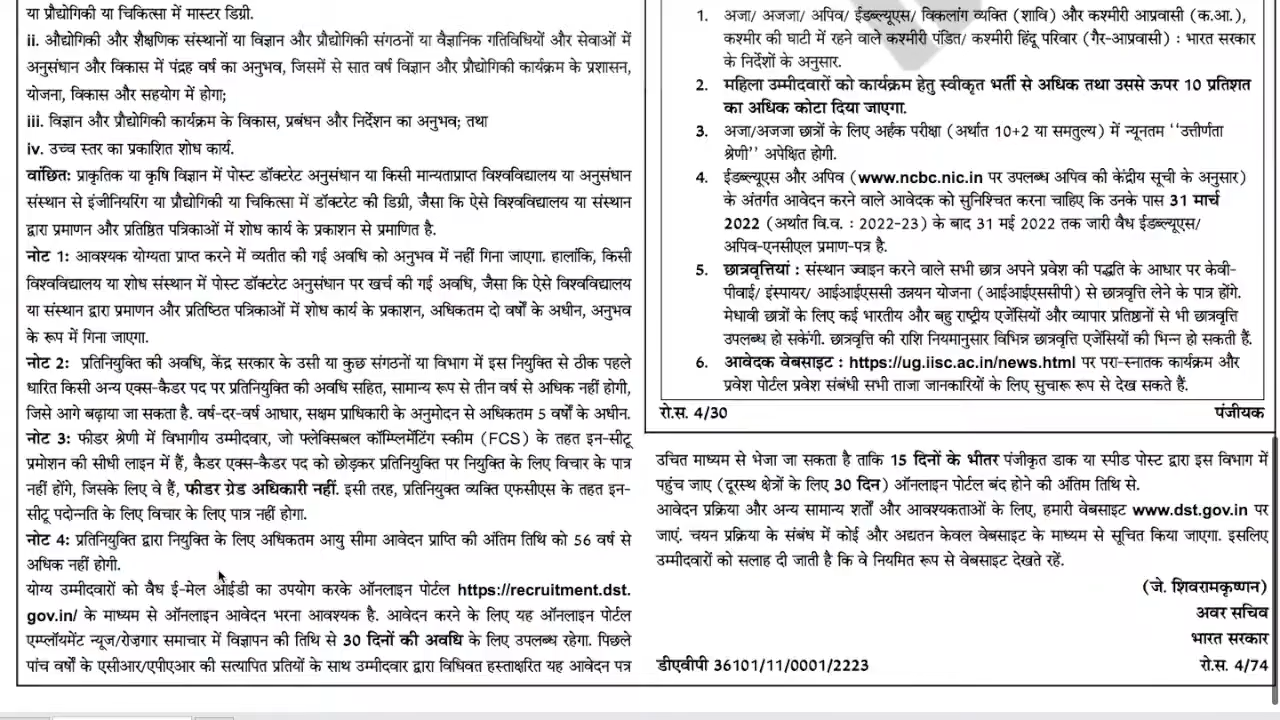 या प्रौद्योगिकी या चिकित्सा में मास्टर डिग्री.
ii. औद्योगिकी और शैक्षणिक संस्थानों या विज्ञान और प्रौद्योगिकी संगठनों या वैज्ञानिक गतिविधियों और सेवाओं में
अनुसंधान और विकास में पंद्रह वर्ष का अनुभव, जिसमें से सात वर्ष विज्ञान और प्रौद्योगिकी कार्यक्रम के प्रशासन,
योजना, विकास और सहयोग में होगा;
iii. विज्ञान और प्रौद्योगिकी कार्यक्रम के विकास, प्रबंधन और निर्देशन का अनुभव; तथा
iv. उच्च स्तर का प्रकाशित शोध कार्य.
वांछित: प्राकृतिक या कृषि विज्ञान में पोस्ट डॉक्टरेट अनुसंधान या किसी मान्यताप्राप्त विश्वविद्यालय या अनुसंधान
संस्थान से इंजीनियरिंग या प्रौद्योगिकी या चिकित्सा में डॉक्टरेट की डिग्री, जैसा कि ऐसे विश्वविद्यालय या संस्थान
द्वारा प्रमाणन और प्रतिष्ठित पत्रिकाओं में शोध कार्य के प्रकाशन से प्रमाणित है.
नोट 1: आवश्यक योग्यता प्राप्त करने में व्यतीत की गई अवधि को अनुभव में नहीं गिना जाएगा. हालांकि, किसी
विश्वविद्यालय या शोध संस्थान में पोस्ट डॉक्टरेट अनुसंधान पर खर्च की गई अवधि, जैसा कि ऐसे विश्वविद्यालय
या संस्थान द्वारा प्रमाणन और प्रतिष्ठित पत्रिकाओं में शोध कार्य के प्रकाशन, अधिकतम दो वर्षों के अधीन, अनुभव
के रूप में गिना जाएगा.
नोट 2: प्रतिनियुक्ति की अवधि, केंद्र सरकार के उसी या कुछ संगठनों या विभाग में इस नियुक्ति से ठीक पहले
धारित किसी अन्य एक्स-कैडर पद पर प्रतिनियुक्ति की अवधि सहित, सामान्य रूप से तीन वर्ष से अधिक नहीं होगी,
जिसे आगे बढ़ाया जा सकता है. वर्ष-दर-वर्ष आधार, सक्षम प्राधिकारी के अनुमोदन से अधिकतम 5 वर्षों के अधीन.
नोट 3: फीडर श्रेणी में विभागीय उम्मीदवार, जो फ्लेक्सिबल कॉम्प्लिमेंटिंग स्कीम (FCS) के तहत इन-सीटू
प्रमोशन की सीधी लाइन में हैं, कैडर एक्स-कैडर पद को छोड़कर प्रतिनियुक्ति पर नियुक्ति के लिए विचार के पात्र
नहीं होंगे, जिसके लिए वे हैं, फीडर ग्रेड अधिकारी नहीं. इसी तरह, प्रतिनियुक्त व्यक्ति एफसीएस के तहत इन-
सीटू पदोन्नति के लिए विचार के लिए पात्र नहीं होगा.
नोट 4: प्रतिनियुक्ति द्वारा नियुक्ति के लिए अधिकतम आयु सीमा आवेदन प्राप्ति की अंतिम तिथि को 56 वर्ष से
अधिक नहीं होगी.
योग्य उम्मीदवारों को वैध ई-मेल आईडी का उपयोग करके ऑनलाइन पोर्टल https://recruitment.dst.
gov.in/ के माध्यम से ऑनलाइन आवेदन भरना आवश्यक है. आवेदन करने के लिए यह ऑनलाइन पोर्टल
एम्प्लॉयमेंट न्यूज/रोज़गार समाचार में विज्ञापन की तिथि से 30 दिनों की अवधि के लिए उपलब्ध रहेगा. पिछले
पांच वर्षों के एसीआर/एपीएआर की सत्यापित प्रतियों के साथ उम्मीदवार द्वारा विधिवत हस्ताक्षरित यह आवेदन पत्र
1. अजा/ अजजा/ अपिव/ ईडब्ल्यूएस/ विकलांग व्यक्ति (शावि) और कश्मीरी आप्रवासी (क.आ.),
कश्मीर की घाटी में रहने वाले कश्मीरी पंडित/ कश्मीरी हिंदू परिवार (गैर-आप्रवासी) : भारत सरकार
के निर्देशों के अनुसार.
2. महिला उम्मीदवारों को कार्यक्रम हेतु स्वीकृत भर्ती से अधिक तथा उससे ऊपर 10 प्रतिशत
का अधिक कोटा दिया जाएगा.
3. अजा/अजजा छात्रों के लिए अर्हक परीक्षा (अर्थात 10+2 या समतुल्य) में न्यूनतम ‘‘उत्तीर्णता
श्रेणी’’ अपेक्षित होगी.
4. ईडब्ल्यूएस और अपिव (www.ncbc.nic.in पर उपलब्ध अपिव की केंद्रीय सूची के अनुसार)
के अंतर्गत आवेदन करने वाले आवेदक को सुनिश्चित करना चाहिए कि उनके पास 31 मार्च
2022 (अर्थात वि.व. : 2022-23) के बाद 31 मई 2022 तक जारी वैध ईडब्ल्यूएस/
अपिव-एनसीएल प्रमाण-पत्र है.
5. छात्रवृत्तियां : संस्थान ज्वाइन करने वाले सभी छात्र अपने प्रवेश की पद्धति के आधार पर केवी-
पीवाई/ इंस्पायर/ आईआईएससी उन्नयन योजना (आईआईएससीपी) से छात्रवृत्ति लेने के पात्र होंगे.
मेधावी छात्रों के लिए कई भारतीय और बहु राष्ट्रीय एजेंसियों और व्यापार प्रतिष्ठानों से भी छात्रवृत्ति
उपलब्ध हो सकेंगी. छात्रवृत्ति की राशि नियमानुसार विभिन्न छात्रवृत्ति एजेंसियों की भिन्न हो सकती हैं.
6. आवेदक वेबसाइट : https://ug.iisc.ac.in/news.html पर परा-स्नातक कार्यक्रम और
प्रवेश पोर्टल प्रवेश संबंधी सभी ताजा जानकारियों के लिए सुचारू रूप से देख सकते हैं.
रो.स. 4/30 पंजीयक
उचित माध्यम से भेजा जा सकता है ताकि 15 दिनों के भीतर पंजीकृत डाक या स्पीड पोस्ट द्वारा इस विभाग में
पहुंच जाए (दूरस्थ क्षेत्रों के लिए 30 दिन) ऑनलाइन पोर्टल बंद होने की अंतिम तिथि से.
आवेदन प्रक्रिया और अन्य सामान्य शर्तों और आवश्यकताओं के लिए, हमारी वेबसाइट www.dst.gov.in पर
जाएं. चयन प्रक्रिया के संबंध में कोई और अद्यतन केवल वेबसाइट के माध्यम से सूचित किया जाएगा. इसलिए
उम्मीदवारों को सलाह दी जाती है कि वे नियमित रूप से वेबसाइट देखते रहें.
(जे. शिवरामकृष्णन)
अवर सचिव
भारत सरकार
डीएवीपी 36101/11/0001/2223 रो.स. 4/74